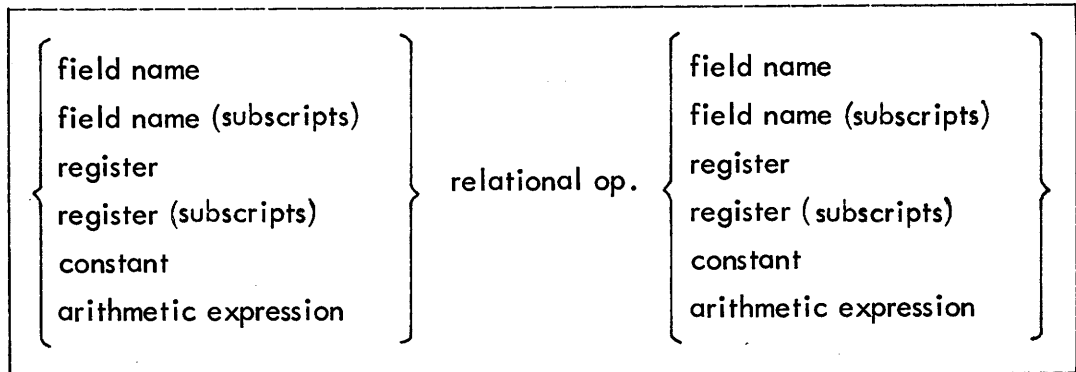 field name
field name (subscripts)
register
register (subscripts)
constant
arithmetic expression
relational op.
field name
field name (subscripts)
register
register (subscripts)
constant
arithmetic expression